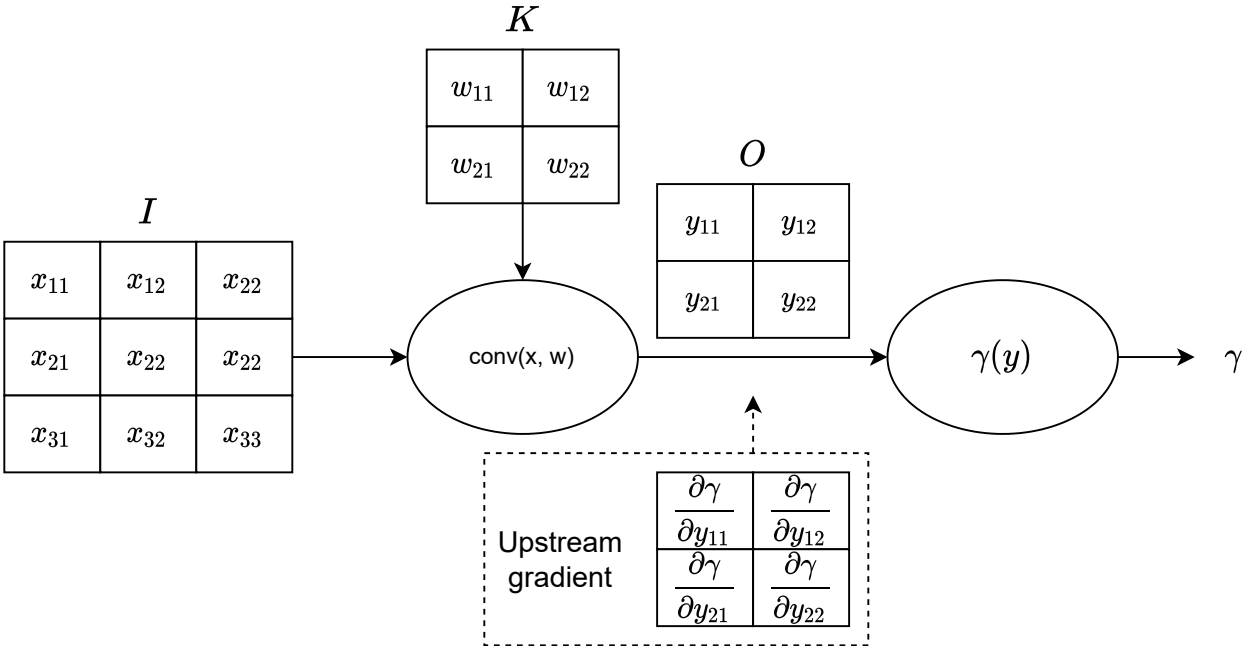 K
w₁₁ w₁₂
w₂₁ w₂₂
O
y₁₁ y₁₂
y₂₁ y₂₂
I
x₁₁ x₁₂ x₂₂
x₂₁ x₂₂ x₂₂
x₃₁ x₃₂ x₃₃
conv(x, w)
γ(y)
γ
Upstream
gradient
∂γ/∂y₁₁ ∂γ/∂y₁₂
∂γ/∂y₂₁ ∂γ/∂y₂₂